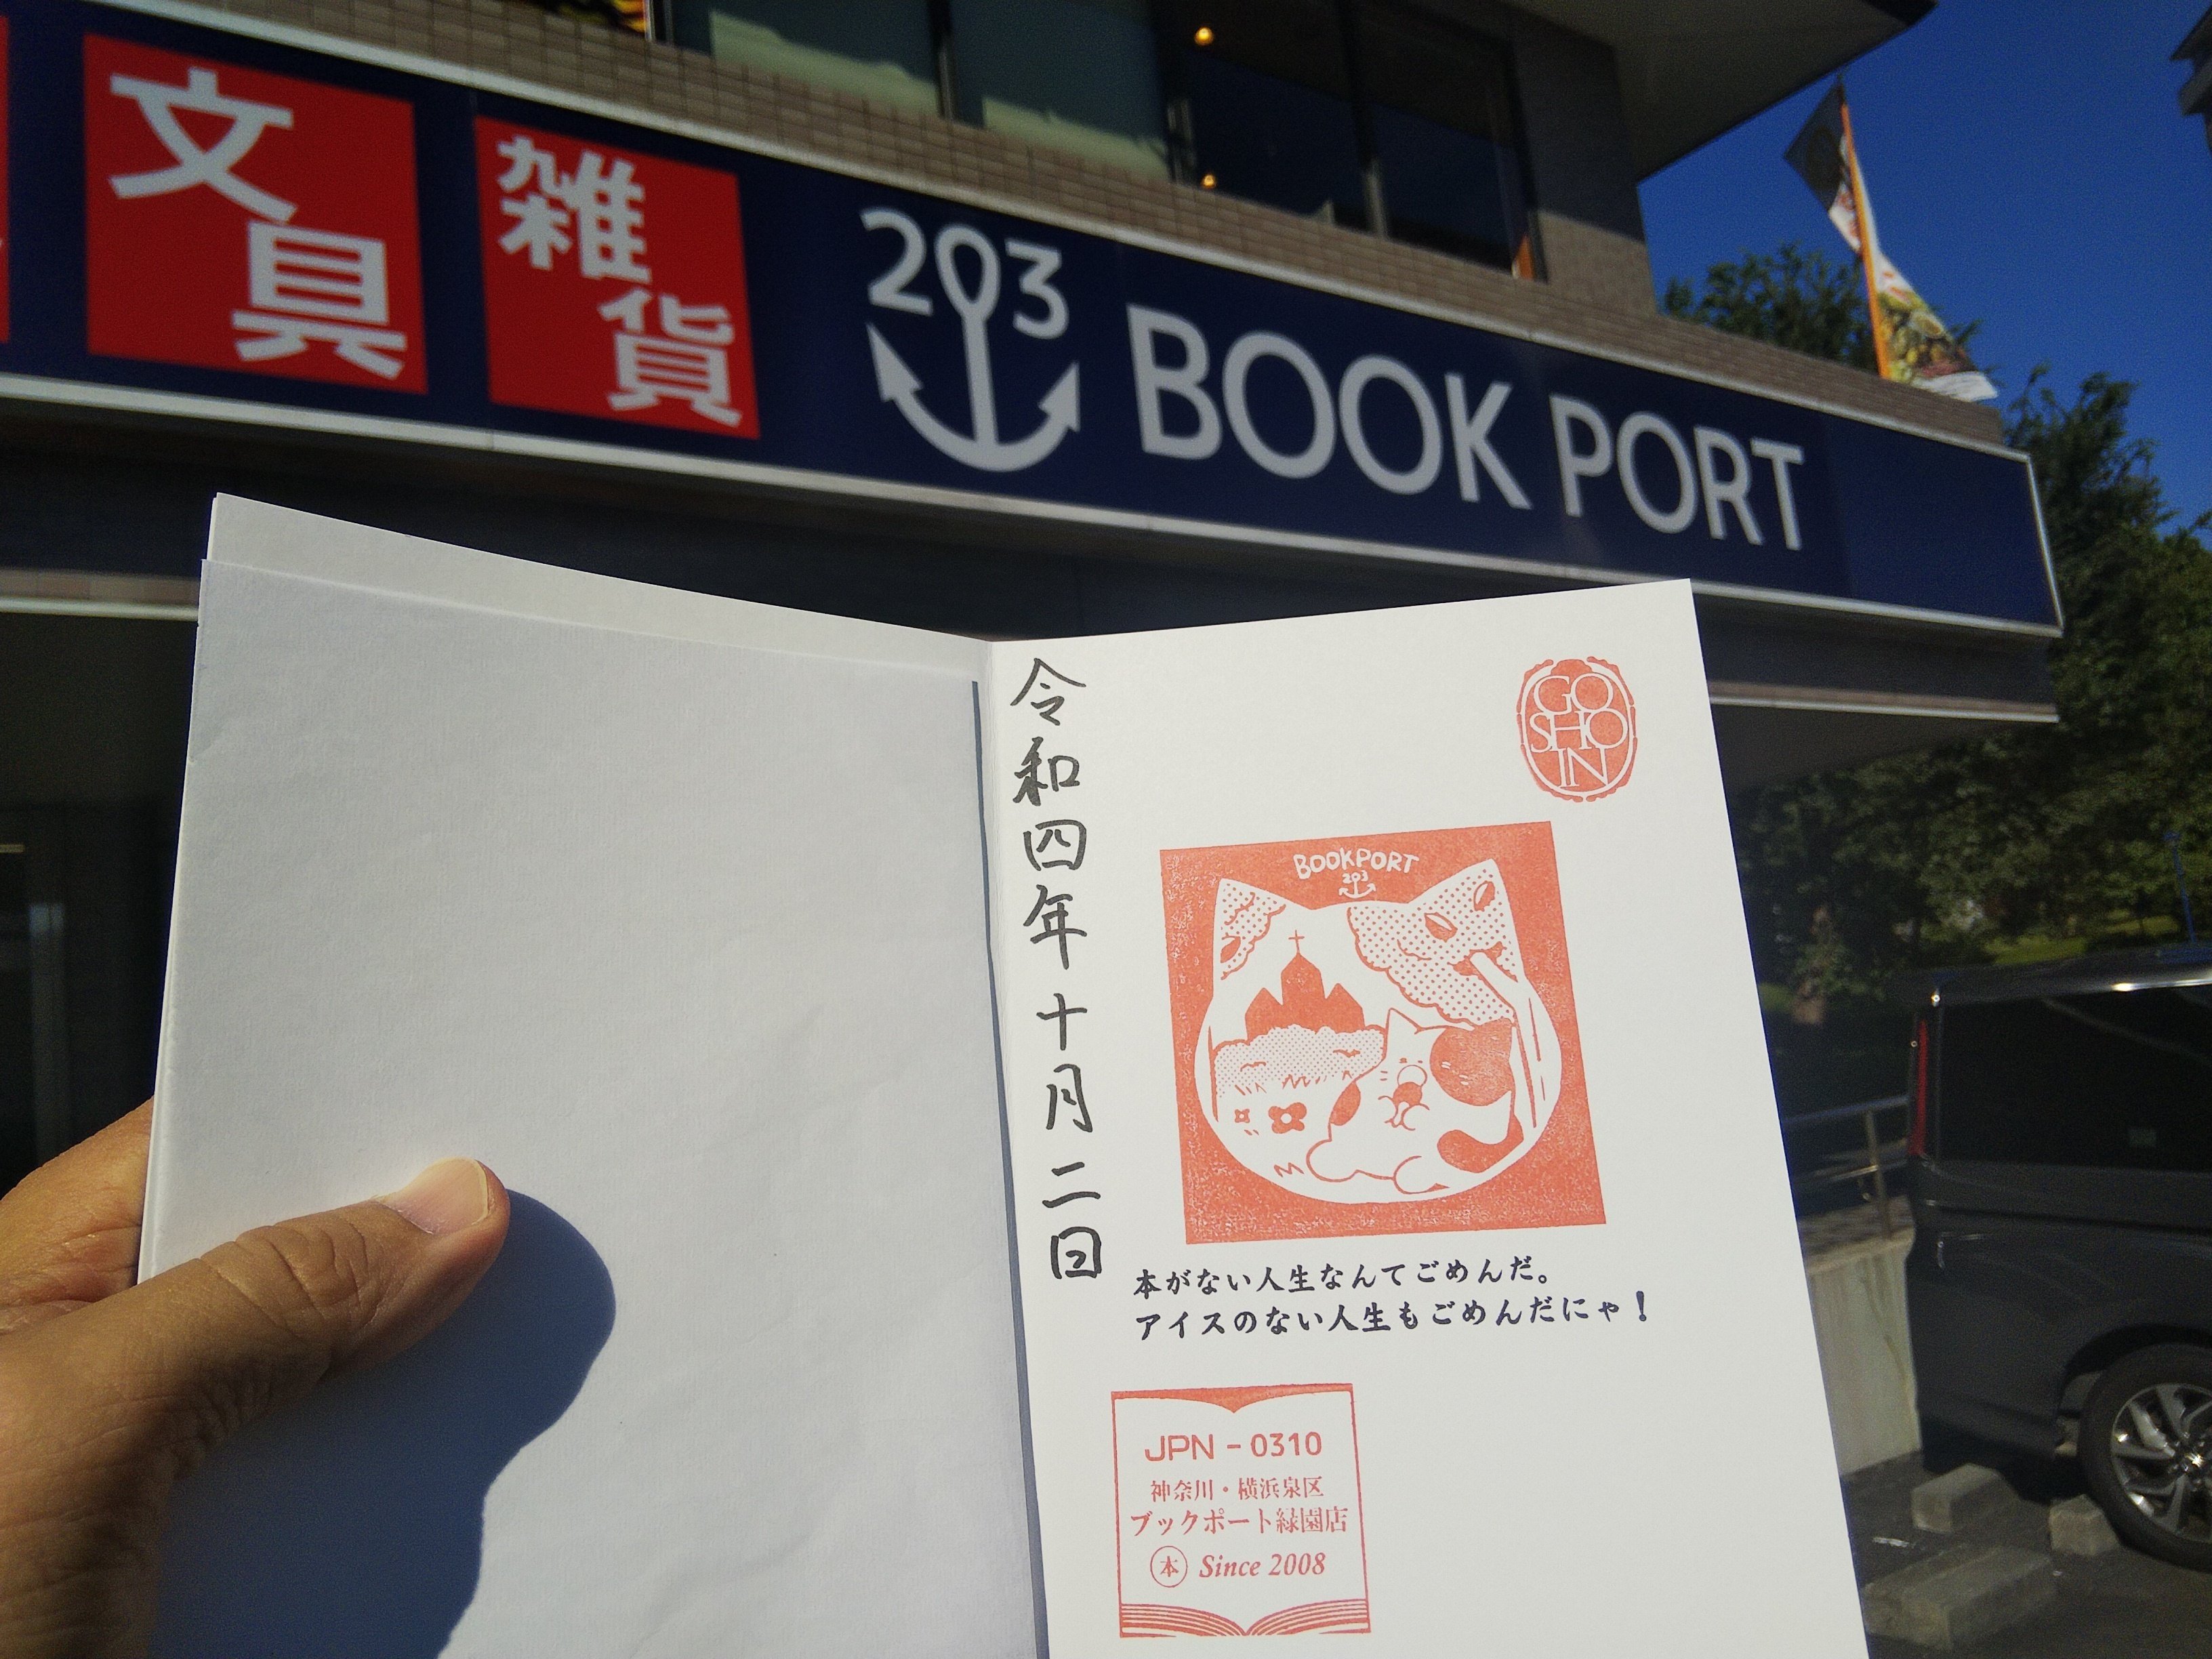 文具
雑貨
203
BOOK PORT
令和四年十月二日
GO
SHO
IN
BOOKPORT
203
本がない人生なんてごめんだ。
アイスのない人生もごめんだにゃ！
JPN - 0310
神奈川・横浜泉区
ブックポート緑園店
本 Since 2008